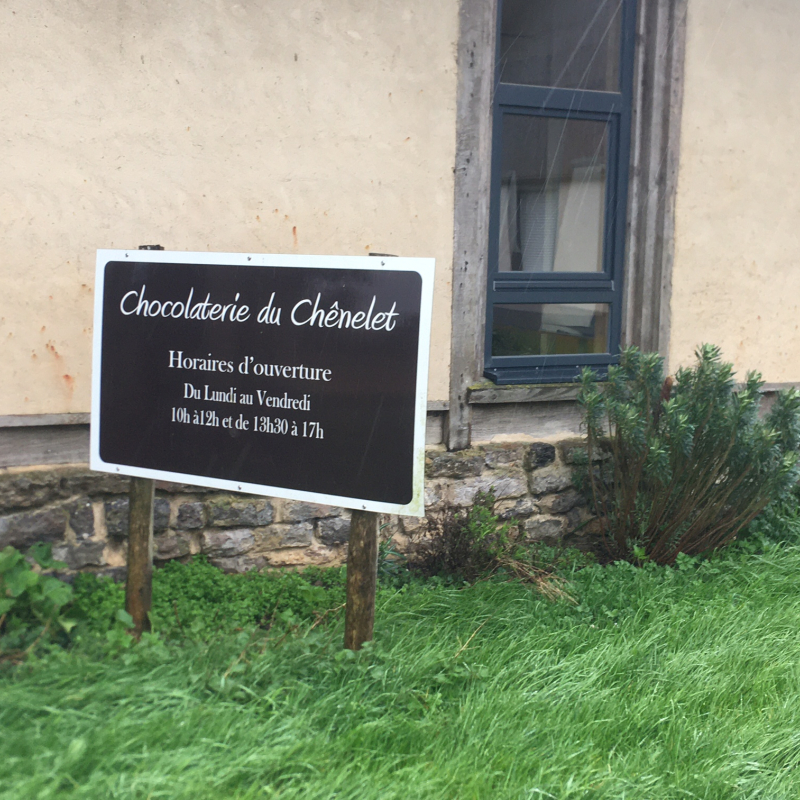 Chocolaterie du Chênelet
Horaires d'ouverture
Du Lundi au Vendredi
10h à12h et de 13h30 à 17h